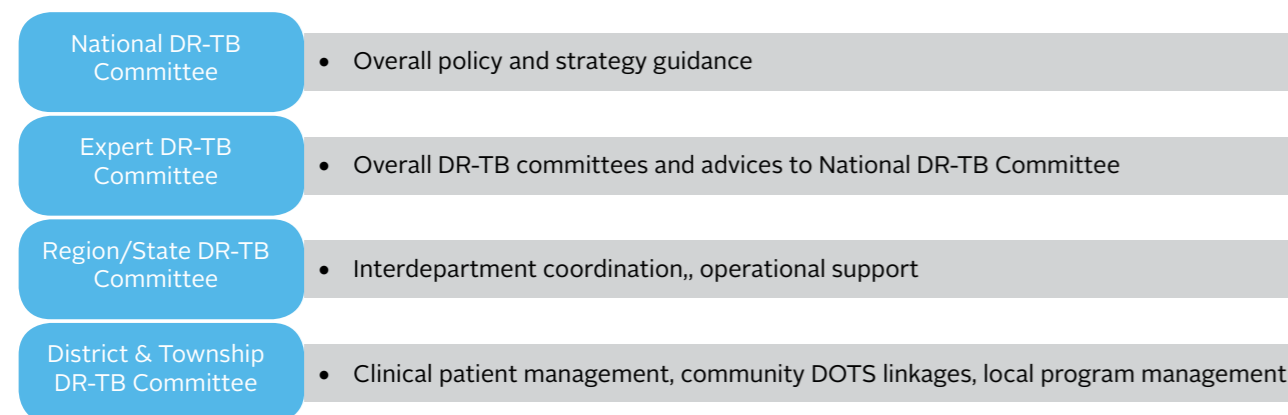 National DR-TB
Committee
• Overall policy and strategy guidance
Expert DR-TB
Committee
• Overall DR-TB committees and advices to National DR-TB Committee
Region/State DR-TB
Committee
• Interdepartment coordination,, operational support
District & Township
DR-TB Committee
• Clinical patient management, community DOTS linkages, local program management